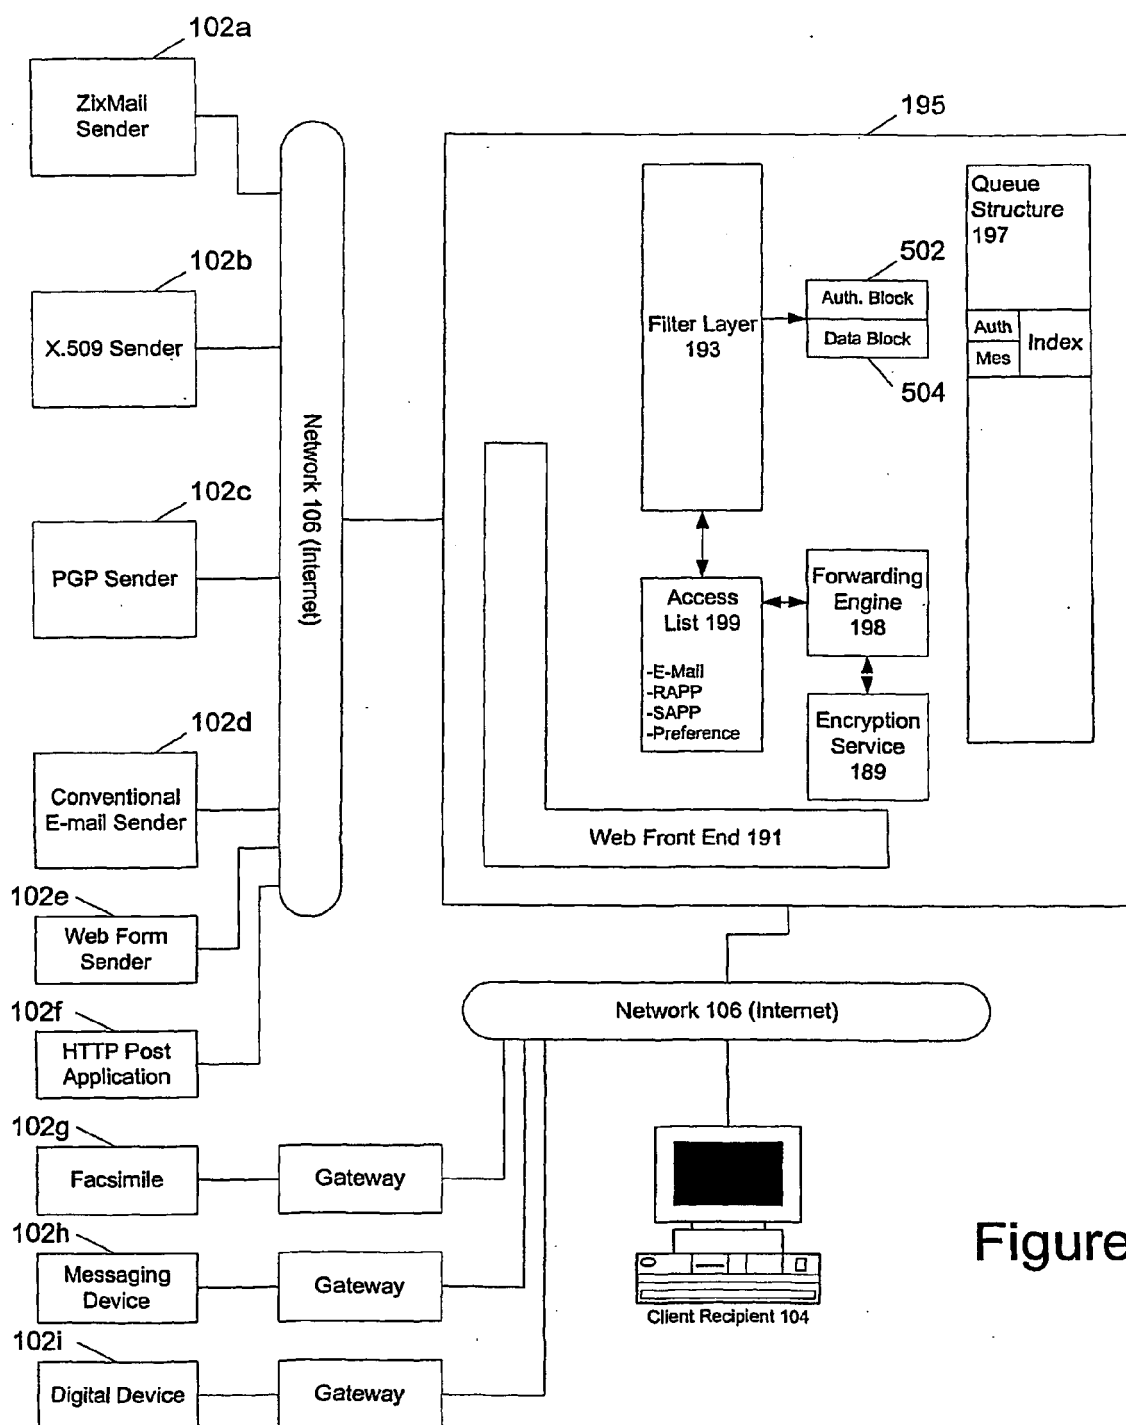 102a
ZixMail
Sender
102b
X.509 Sender
102c
PGP Sender
102d
Conventional
E-mail Sender
102e
Web Form
Sender
102f
HTTP Post
Application
102g
Facsimile
Gateway
102h
Messaging
Device
Gateway
102i
Digital Device
Gateway
Network 106 (Internet)
195
Filter Layer
193
502
Auth. Block
Data Block
504
Queue
Structure
197
Auth
Mes
Index
Access
List 199
-E-Mail
-RAPP
-SAPP
-Preference
Forwarding
Engine
198
Encryption
Service
189
Web Front End 191
Network 106 (Internet)
Client Recipient 104
Figure